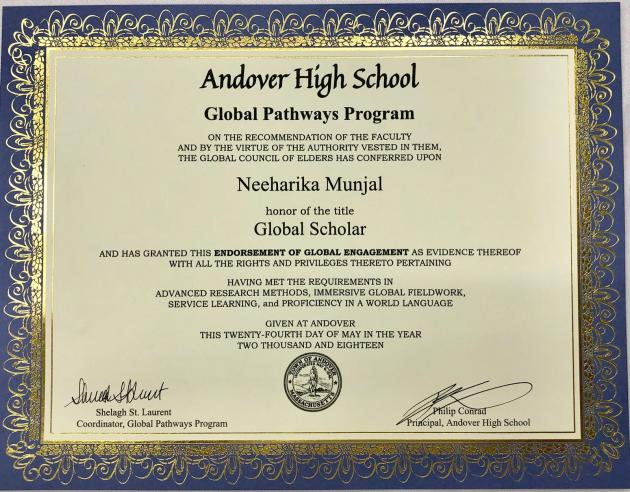 Andover High School
Global Pathways Program
ON THE RECOMMENDATION OF THE FACULTY
AND BY THE VIRTUE OF THE AUTHORITY VESTED IN THEM,
THE GLOBAL COUNCIL OF ELDERS HAS CONFERRED UPON
Neeharika Munjal
honor of the title
Global Scholar
AND HAS GRANTED THIS ENDORSEMENT OF GLOBAL ENGAGEMENT AS EVIDENCE THEREOF
WITH ALL THE RIGHTS AND PRIVILEGES THERETO PERTAINING
HAVING MET THE REQUIREMENTS IN
ADVANCED RESEARCH METHODS, IMMERSIVE GLOBAL FIELDWORK,
SERVICE LEARNING, and PROFICIENCY IN A WORLD LANGUAGE
GIVEN AT ANDOVER
THIS TWENTY-FOURTH DAY OF MAY IN THE YEAR
TWO THOUSAND AND EIGHTEEN
TOWN OF ANDOVER
MASSACHUSETTS
Shelagh St. Laurent
Coordinator, Global Pathways Program
Philip Conrad
Principal, Andover High School